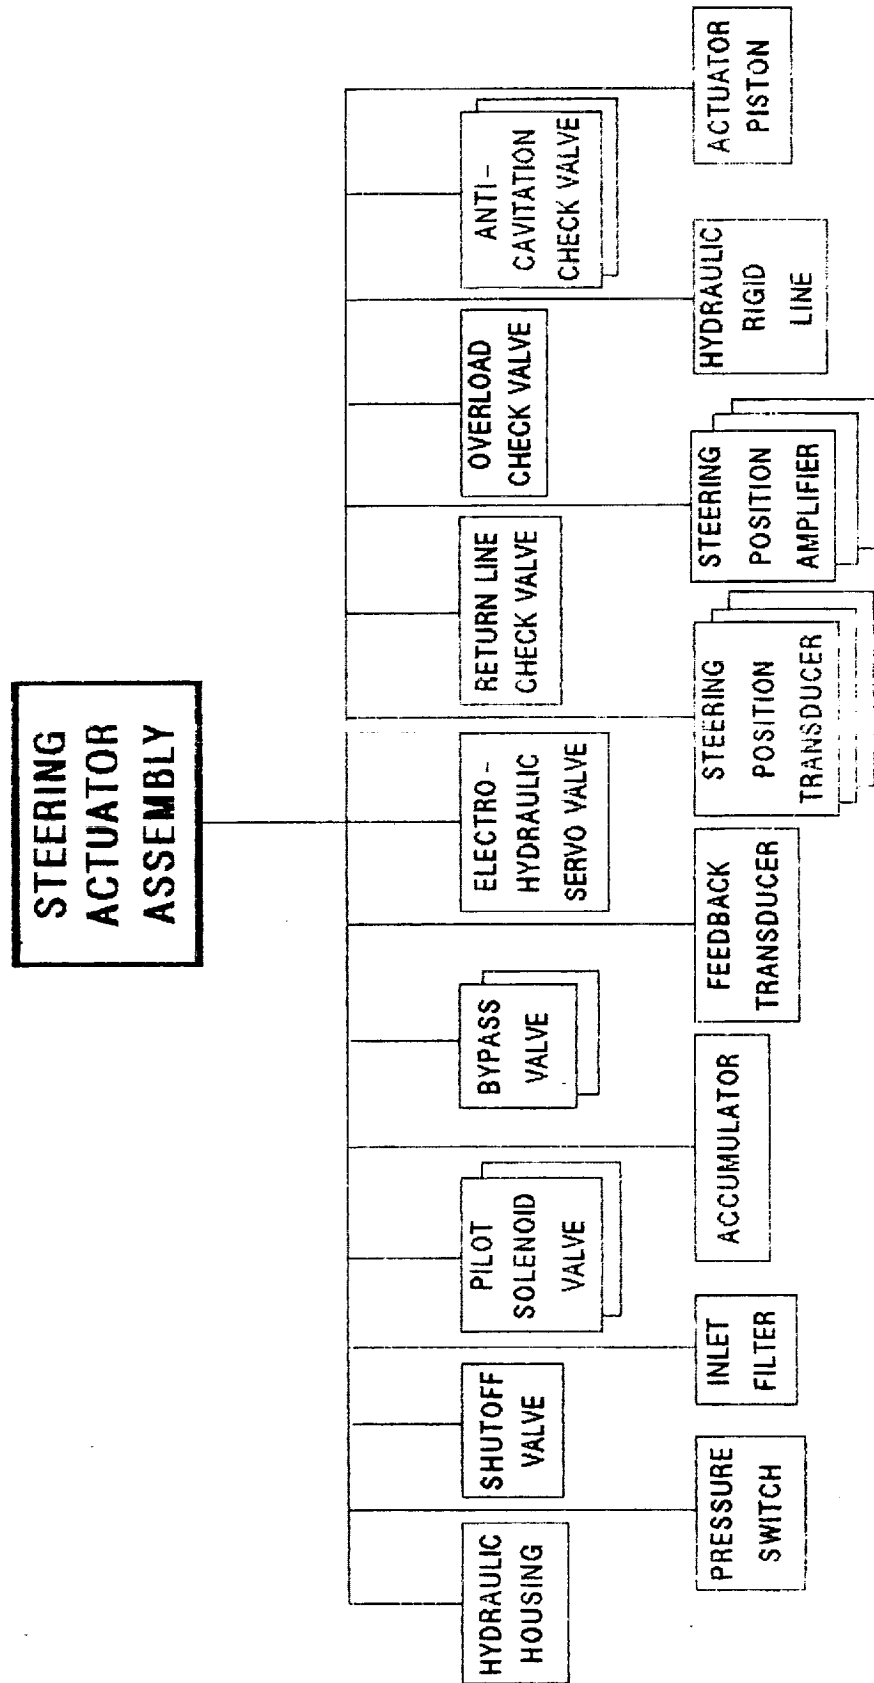 STEERING
ACTUATOR
ASSEMBLY
HYDRAULIC
HOUSING
SHUTOFF
VALVE
PILOT
SOLENOID
VALVE
BYPASS
VALVE
ELECTRO-
HYDRAULIC
SERVO VALVE
RETURN LINE
CHECK VALVE
OVERLOAD
CHECK VALVE
ANTI-
CAVITATION
CHECK VALVE
PRESSURE
SWITCH
INLET
FILTER
ACCUMULATOR
FEEDBACK
TRANSDUCER
STEERING
POSITION
TRANSDUCER
STEERING
POSITION
AMPLIFIER
HYDRAULIC
RIGID
LINE
ACTUATOR
PISTON